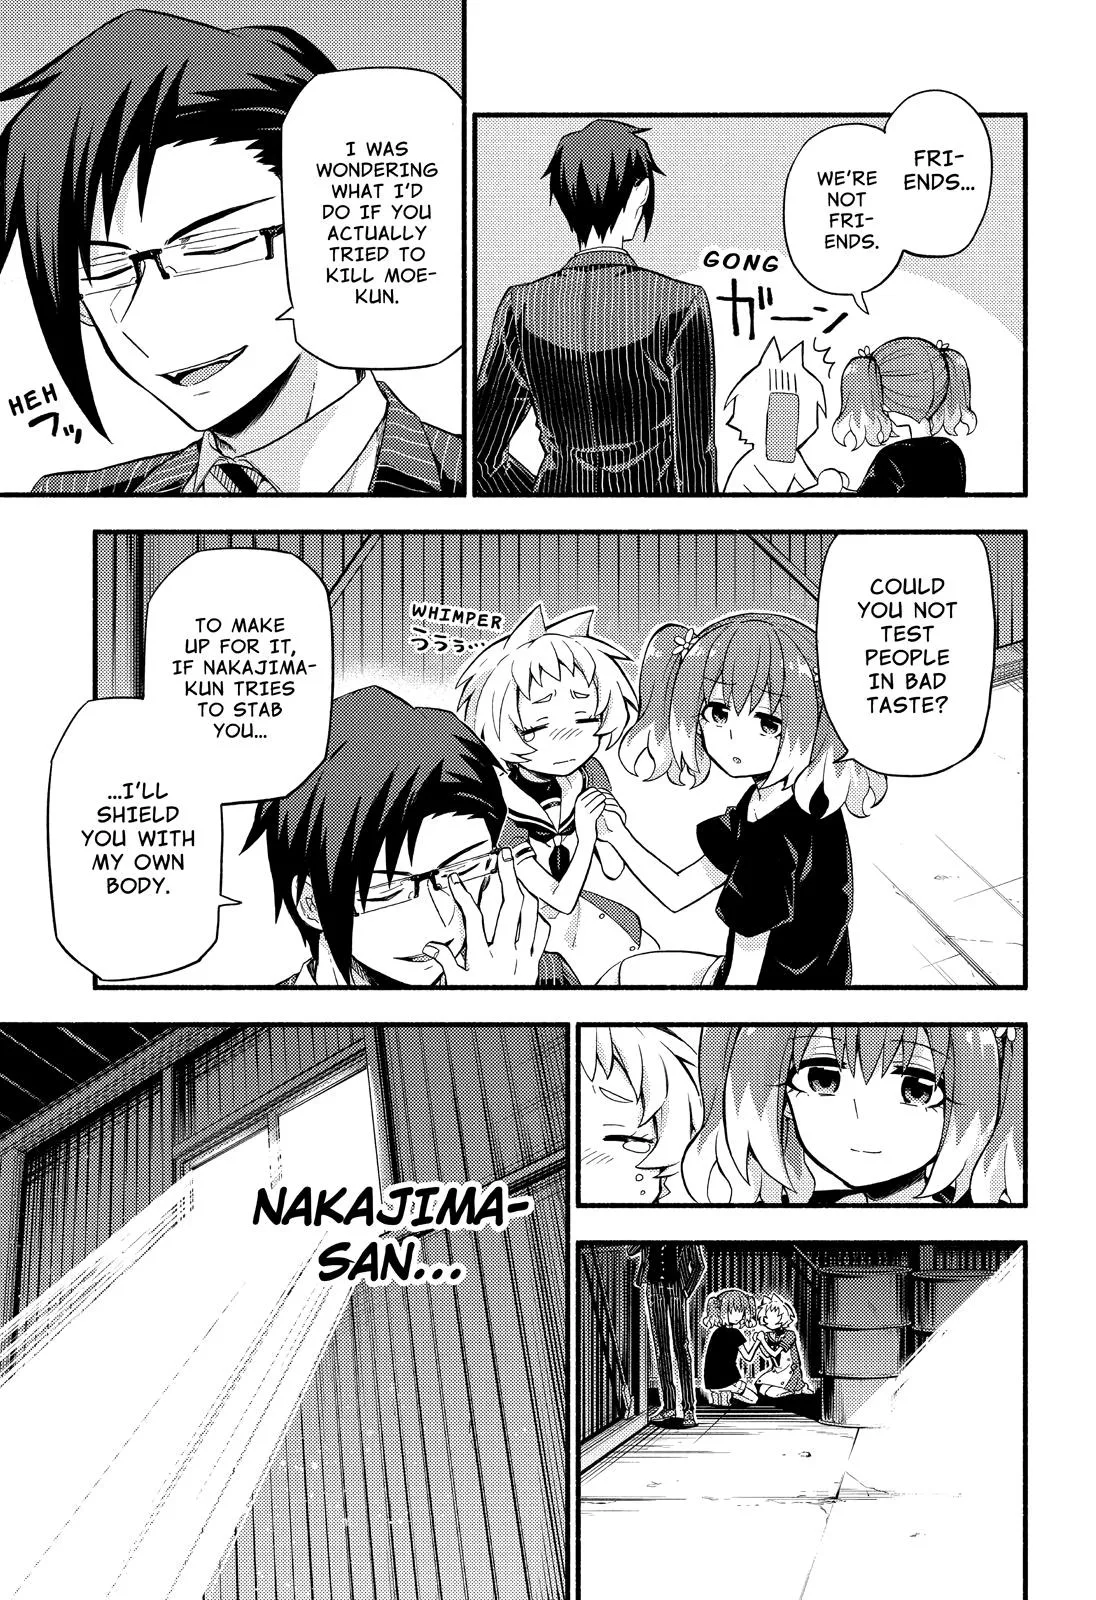 FRI-
ENDS...
WE'RE
NOT
FRI-
ENDS.
GONG
ガーン
I WAS
WONDERING
WHAT I'D
DO IF YOU
ACTUALLY
TRIED TO
KILL MOE-
KUN.
HEH
フッ
COULD
YOU NOT
TEST
PEOPLE
IN BAD
TASTE?
WHIMPER
うぅぅ…
TO MAKE
UP FOR IT,
IF NAKAJIMA-
KUN TRIES
TO STAB
YOU...
...I'LL
SHIELD
YOU WITH
MY OWN
BODY.
NAKAJIMA-
SAN...